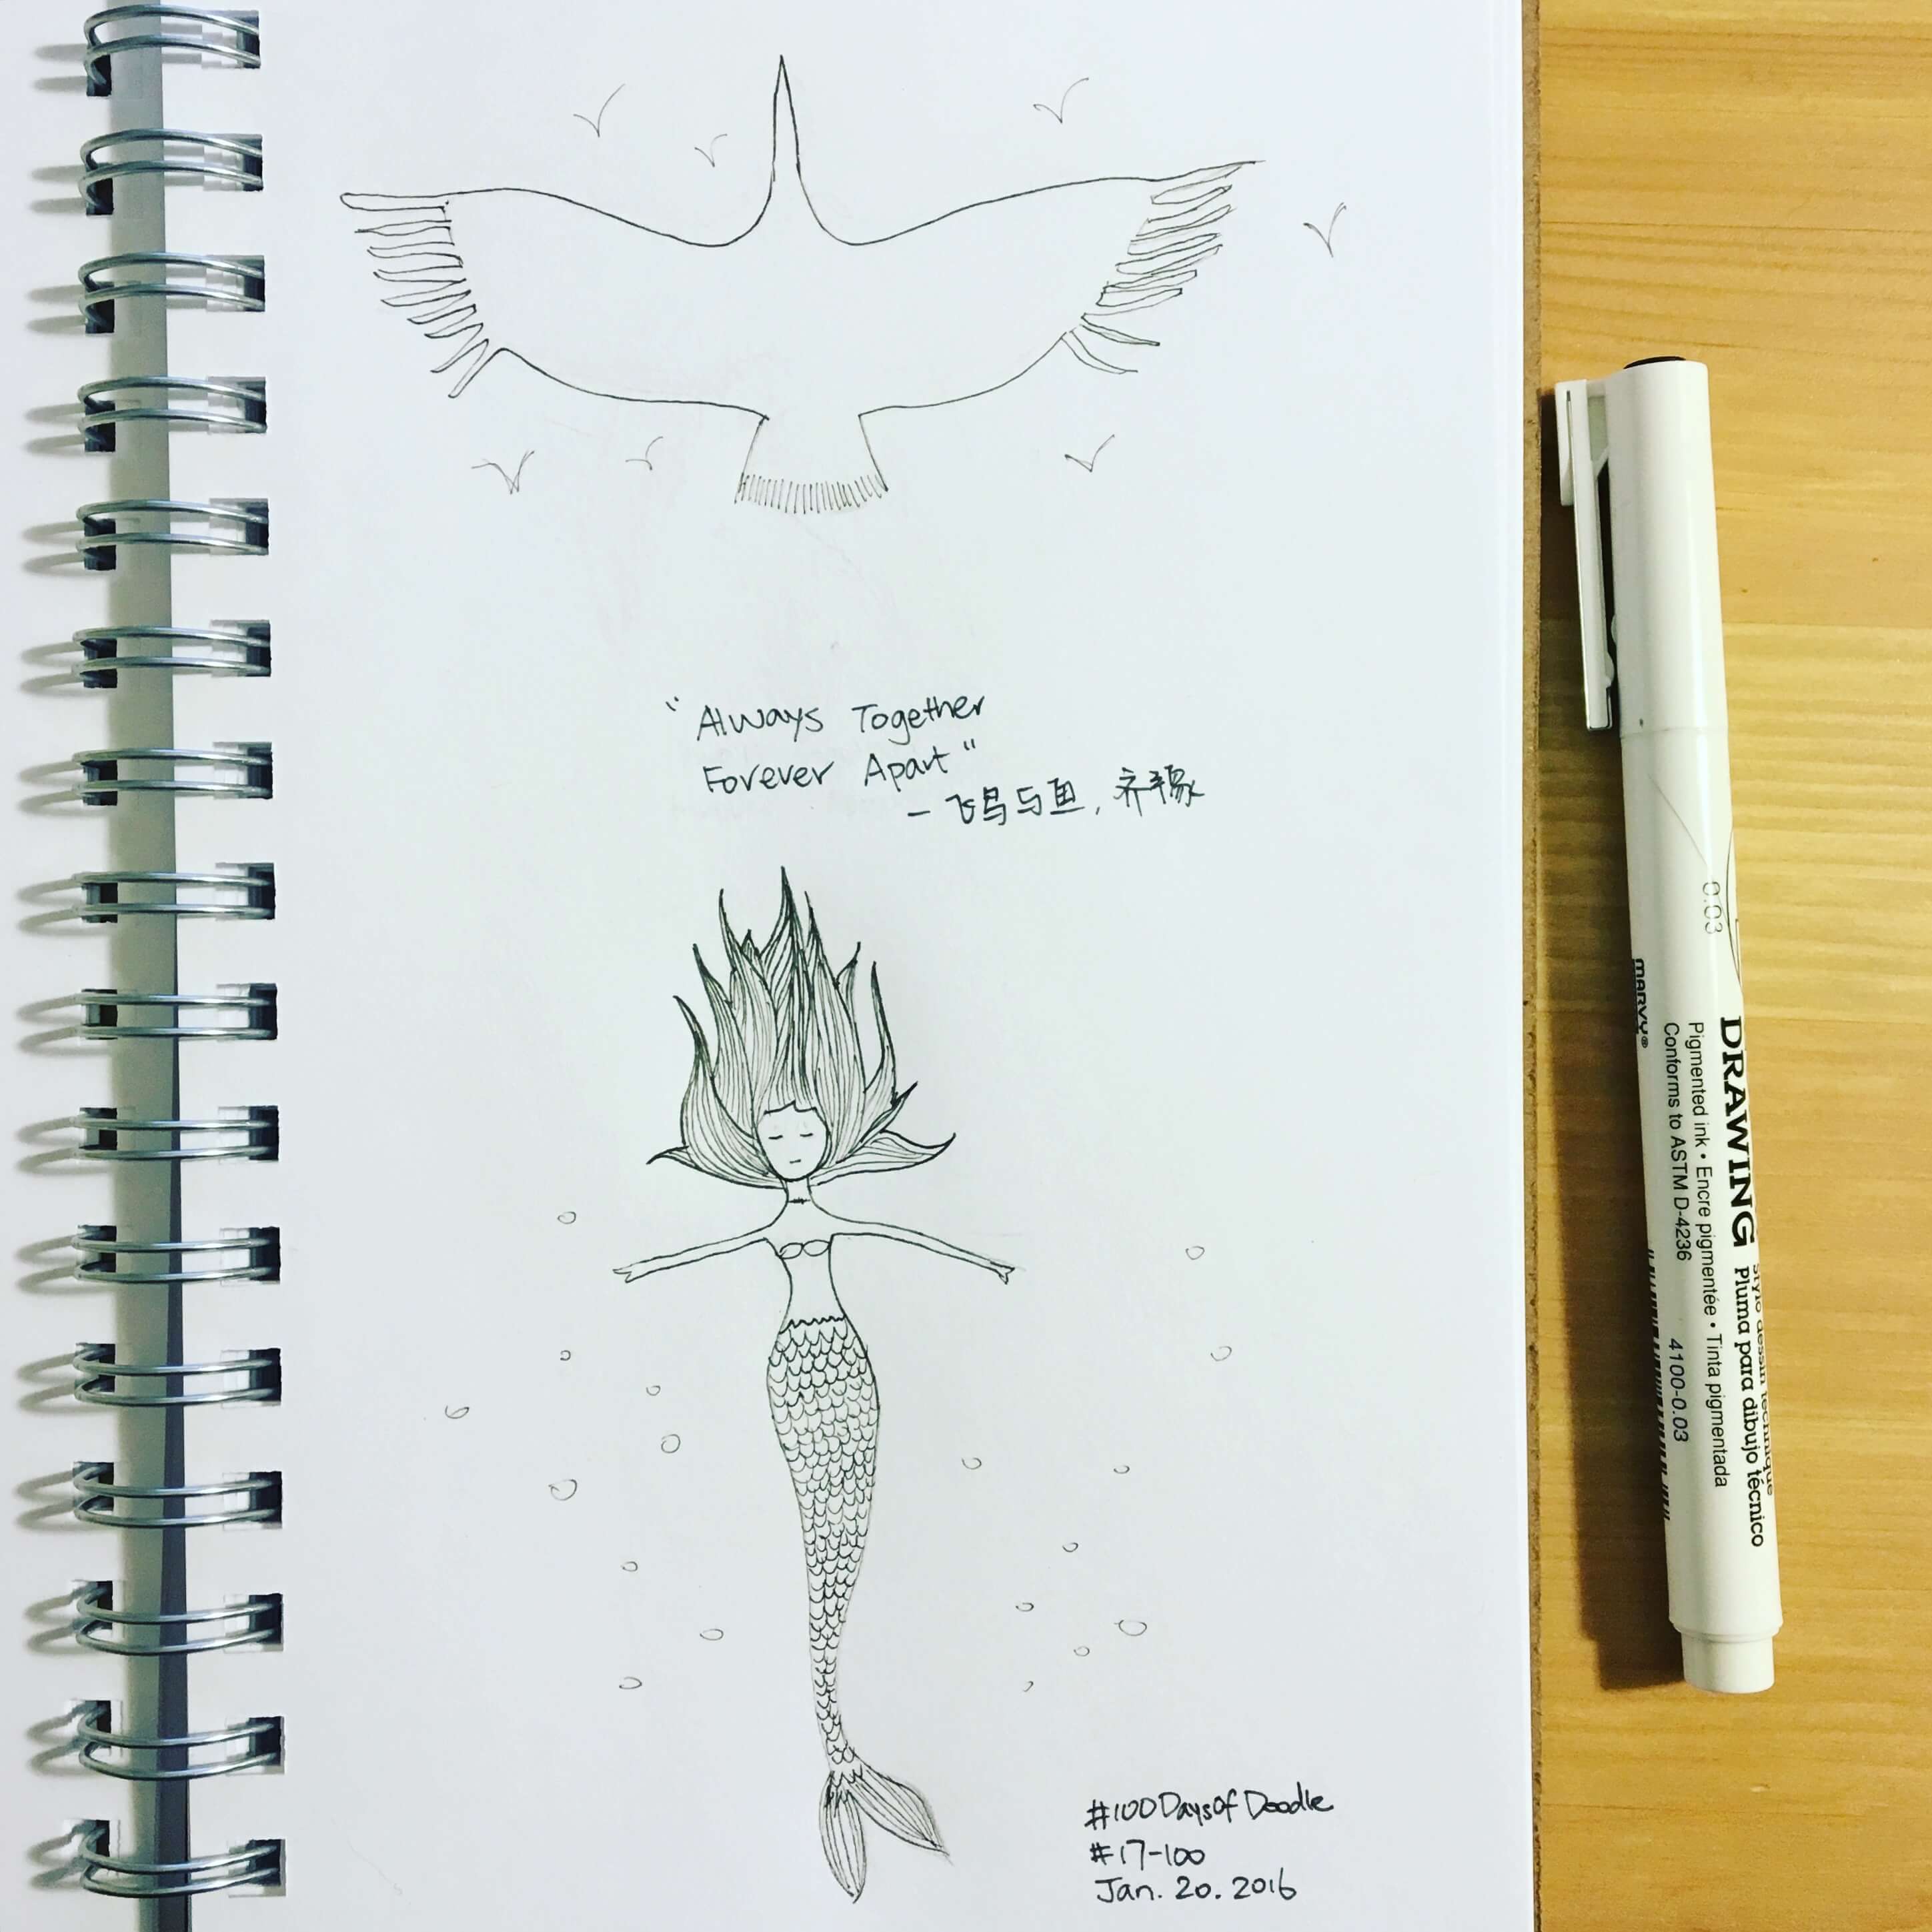 "Always Together
Forever Apart"
— 飞鸟与鱼, 齐豫
#100DaysOfDoodle
#17-100
Jan. 20. 2016
0.03
MARVY®
DRAWING
Pluma para dibujo técnico
Pigmented ink • Encre pigmentée • Tinta pigmentada
Conforms to ASTM D-4236 4100-0.03